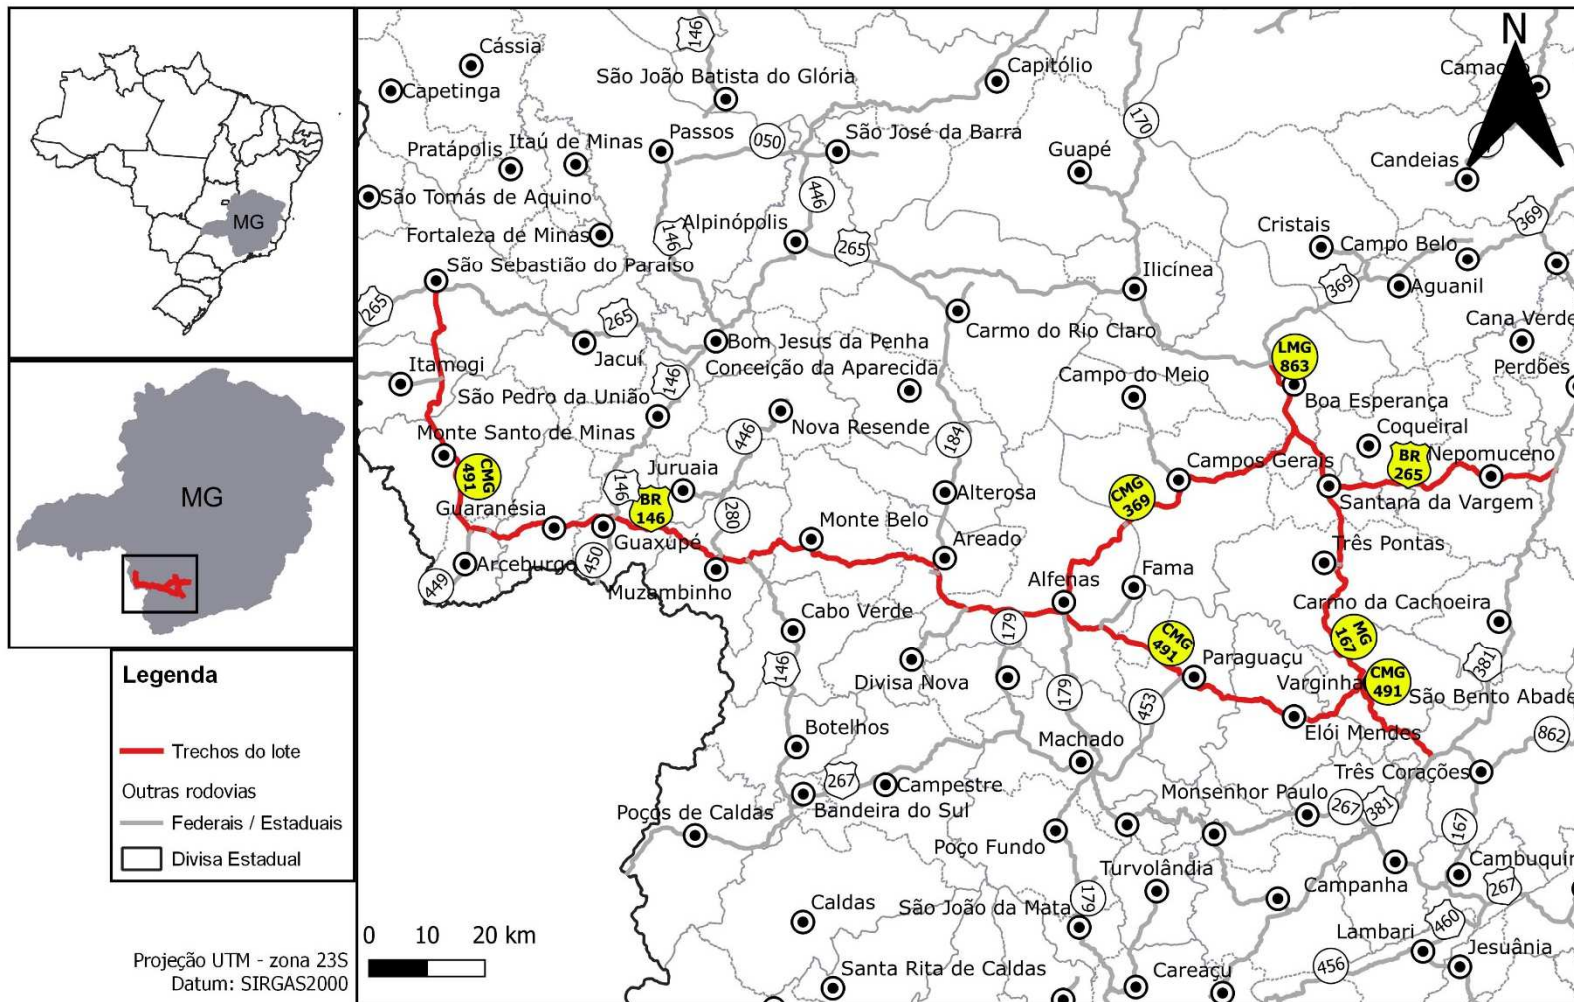 MG
MG
Legenda
Trechos do lote
Outras rodovias
Federais / Estaduais
Divisa Estadual
Projeção UTM - zona 23S
Datum: SIRGAS2000
N
146
Cássia
São João Batista do Glória
Capitólio
Camac
Capetinga
170
Pratápolis
Itaú de Minas
Passos
050
São José da Barra
Guapé
Candeias
São Tomás de Aquino
446
369
Fortaleza de Minas
146
Alpinópolis
265
Cristais
Campo Belo
São Sebastião do Paraíso
Ilicínea
369
Aguanil
265
265
Carmo do Rio Claro
Cana Verde
Itamogi
Jacuí
Bom Jesus da Penha
LMG
863
Perdões
146
Conceição da Aparecida
Campo do Meio
Boa Esperança
São Pedro da União
446
Nova Resende
184
Coqueiral
Monte Santo de Minas
CMG
491
146
Juruaia
BR
146
280
Alterosa
CMG
369
Campos Gerais
BR
265
Nepomuceno
Santana da Vargem
Guaranésia
Guaxupé
Monte Belo
Areado
Três Pontas
449
Arceburgo
450
Muzambinho
Alfenas
Fama
Cabo Verde
179
Carmo da Cachoeira
CMG
491
MG
167
146
Divisa Nova
179
453
Paraguaçu
Varginha
CMG
491
381
São Bento Abade
Botelhos
Machado
Elói Mendes
862
Três Corações
267
Campestre
Bandeira do Sul
Monsenhor Paulo
267
381
167
Poços de Caldas
Poço Fundo
Turvolândia
Campanha
Cambuquir
267
Caldas
São João da Mata
179
460
Lambari
Jesuânia
456
0 10 20 km
Santa Rita de Caldas
Careaçu